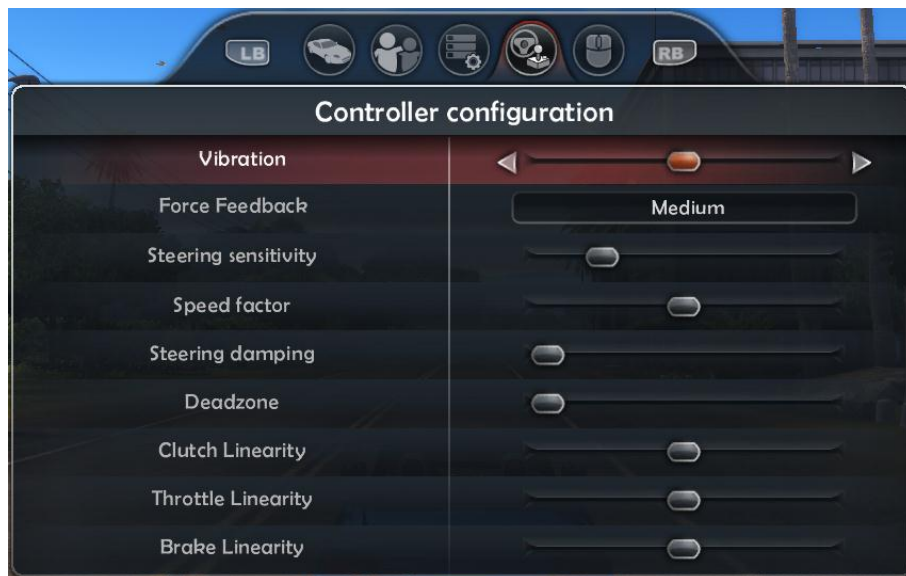 LB RB
Controller configuration
Vibration
Force Feedback Medium
Steering sensitivity
Speed factor
Steering damping
Deadzone
Clutch Linearity
Throttle Linearity
Brake Linearity